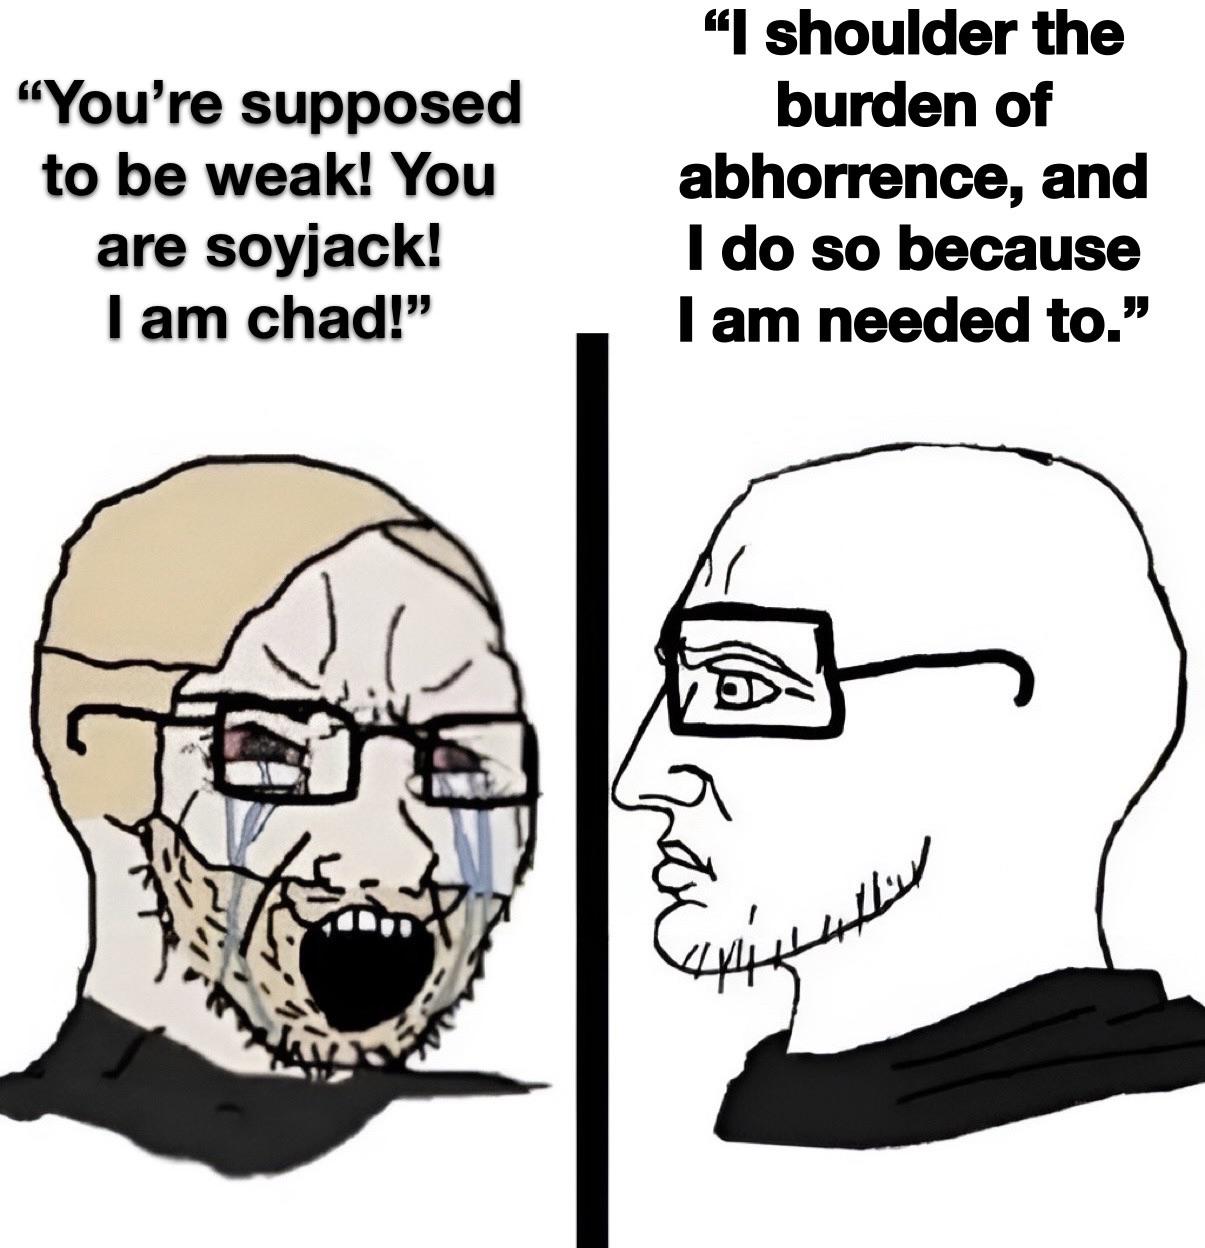 “You’re supposed
to be weak! You
are soyjack!
I am chad!”
“I shoulder the
burden of
abhorrence, and
I do so because
I am needed to.”